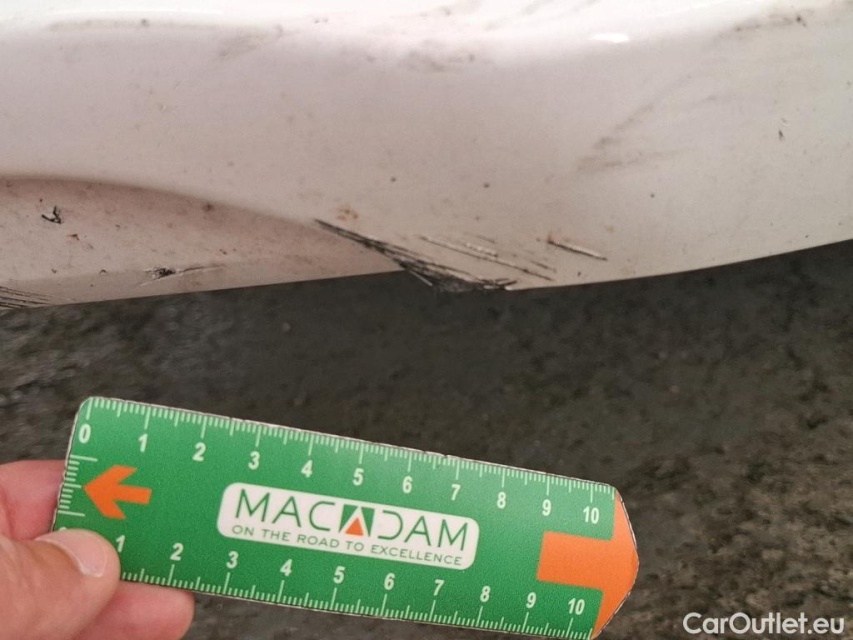 0 1 2 3 4 5 6 7 8 9 10
MACADAM
ON THE ROAD TO EXCELLENCE
1 2 3 4 5 6 7 8 9 10
CarOutlet.eu